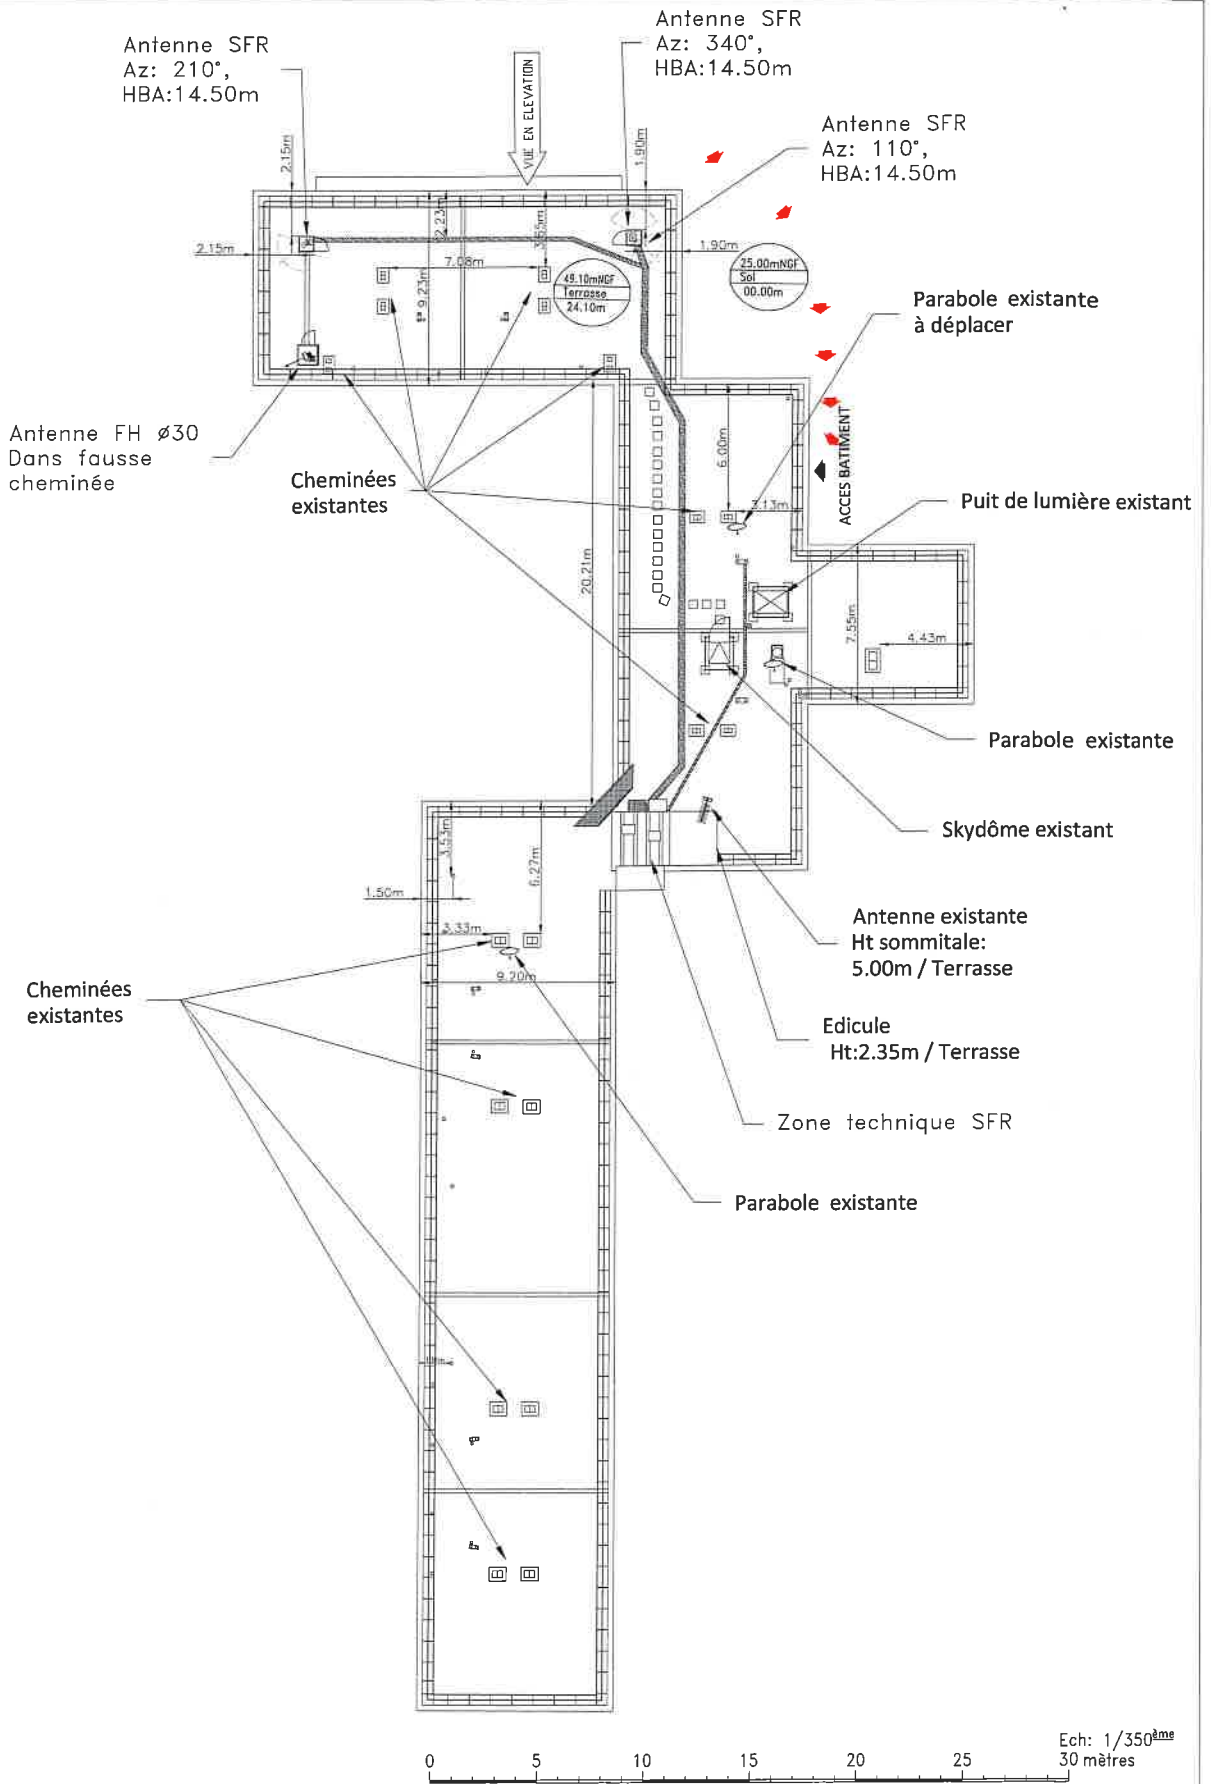 Antenne SFR
Az: 210°,
HBA:14.50m
Antenne SFR
Az: 340°,
HBA:14.50m
Antenne SFR
Az: 110°,
HBA:14.50m
VUE EN ELEVATION
2.15m
1.90m
2.15m
2.23m
3.65m
1.90m
7.08m
9.23m
49.10mNGF
Terrasse
24.10m
25.00mNGF
Sol
00.00m
Parabole existante
à déplacer
Antenne FH ø30
Dans fausse
cheminée
Cheminées
existantes
6.00m
ACCES BATIMENT
3.13m
Puit de lumière existant
20.21m
7.55m
4.43m
Parabole existante
Skydôme existant
3.53m
6.27m
1.50m
3.33m
9.20m
Antenne existante
Ht sommitale:
5.00m / Terrasse
Cheminées
existantes
Edicule
Ht:2.35m / Terrasse
Zone technique SFR
Parabole existante
Ech: 1/350ème
0 5 10 15 20 25 30 mètres